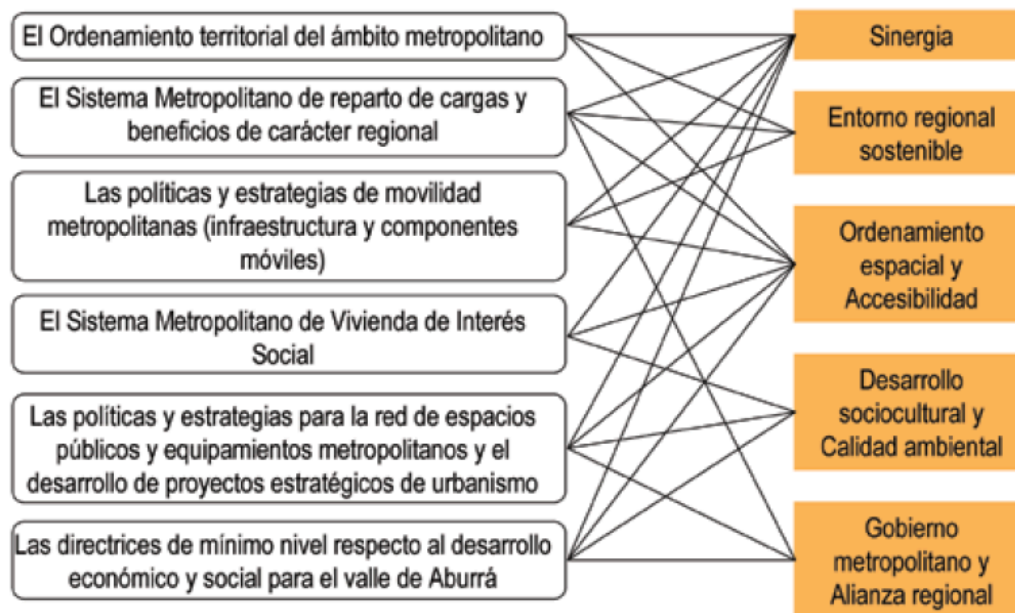 El Ordenamiento territorial del ámbito metropolitano
El Sistema Metropolitano de reparto de cargas y
beneficios de carácter regional
Las políticas y estrategias de movilidad
metropolitanas (infraestructura y componentes
móviles)
El Sistema Metropolitano de Vivienda de Interés
Social
Las políticas y estrategias para la red de espacios
públicos y equipamientos metropolitanos y el
desarrollo de proyectos estratégicos de urbanismo
Las directrices de mínimo nivel respecto al desarrollo
económico y social para el valle de Aburrá
Sinergia
Entorno regional
sostenible
Ordenamiento
espacial y
Accesibilidad
Desarrollo
sociocultural y
Calidad ambiental
Gobierno
metropolitano y
Alianza regional